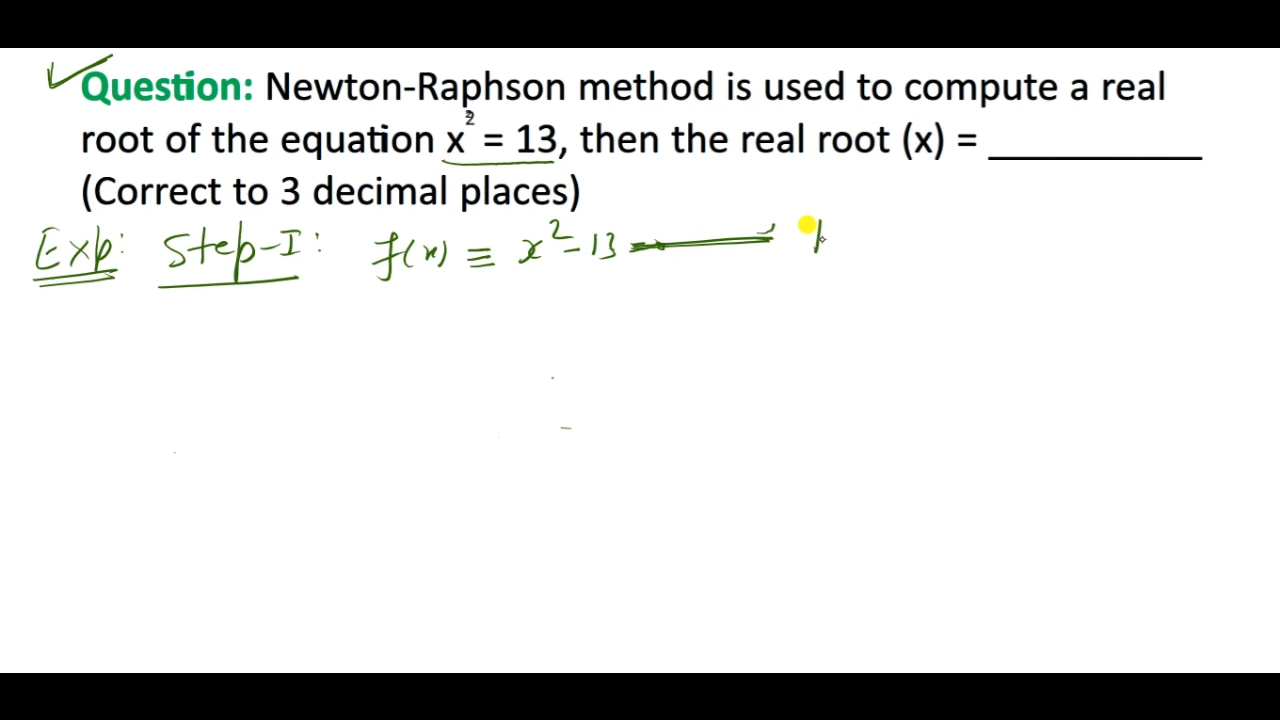 Question: Newton-Raphson method is used to compute a real
root of the equation x² = 13, then the real root (x) = ___________
(Correct to 3 decimal places)
Exp: Step-I: f(x) ≡ x² - 13